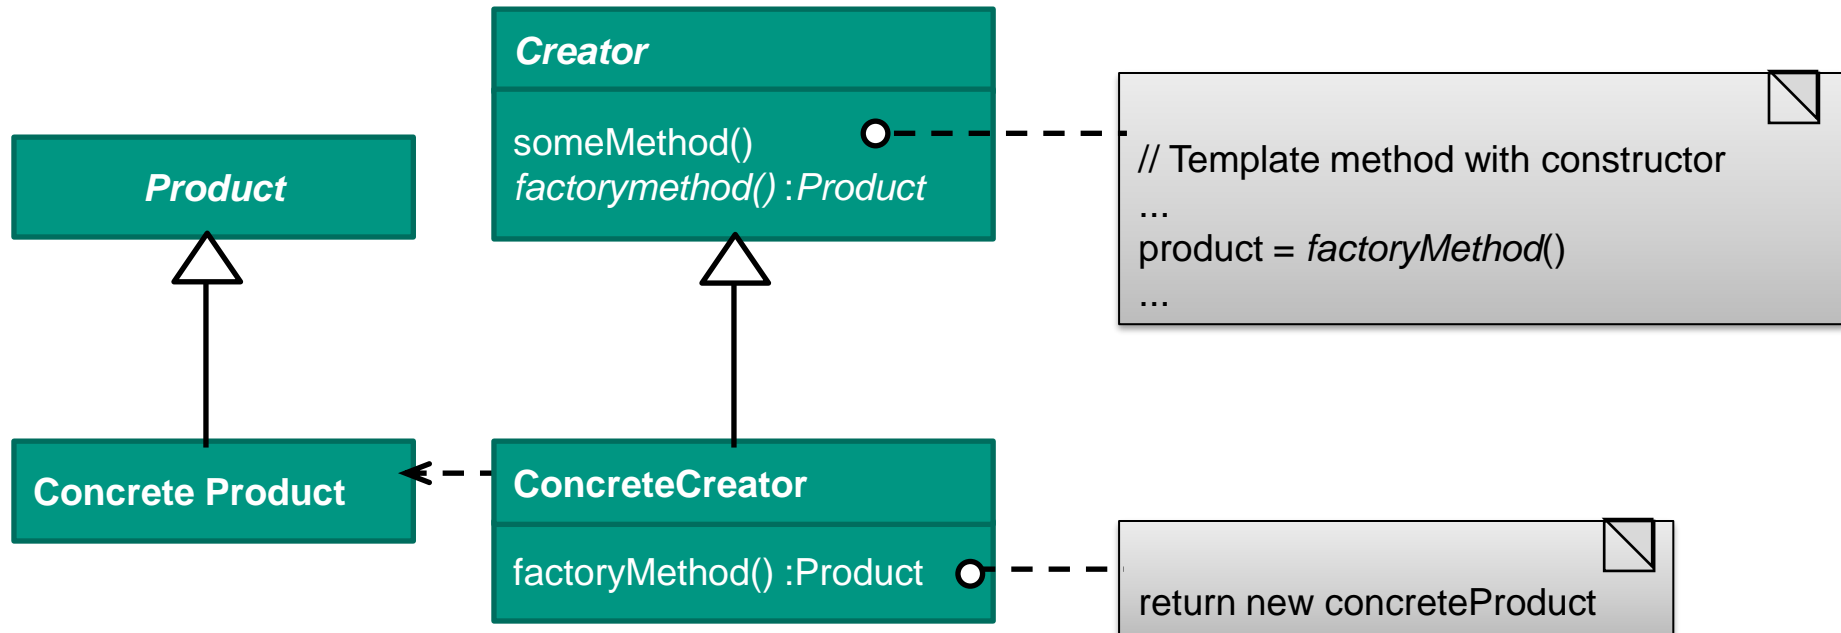 Creator
someMethod()
factorymethod() :Product
// Template method with constructor
...
product = factoryMethod()
...
Product
Concrete Product
ConcreteCreator
factoryMethod() :Product
return new concreteProduct